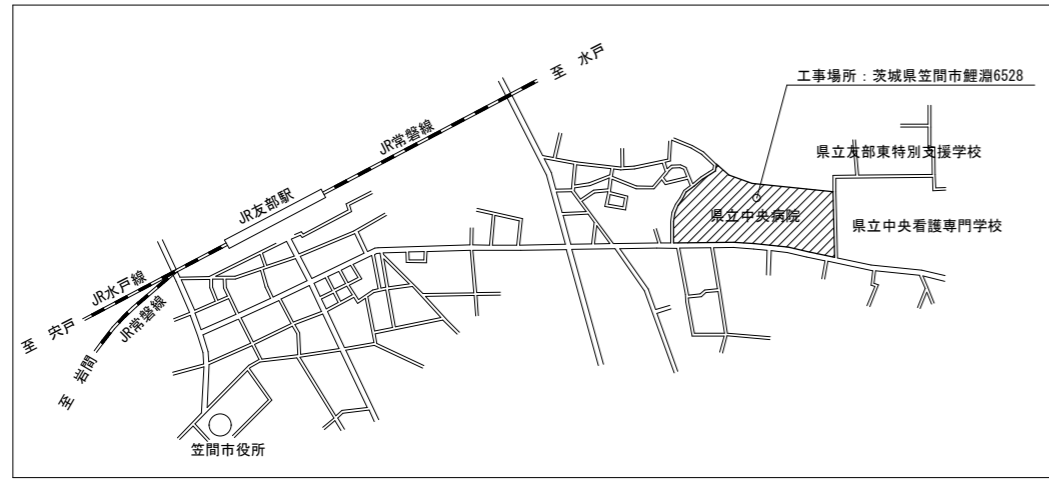 至 水戸
工事場所：茨城県笠間市鯉淵6528
JR常磐線
県立友部東特別支援学校
JR友部駅
県立中央病院
県立中央看護専門学校
JR水戸線
JR常磐線
至 宍戸
至 岩間
笠間市役所